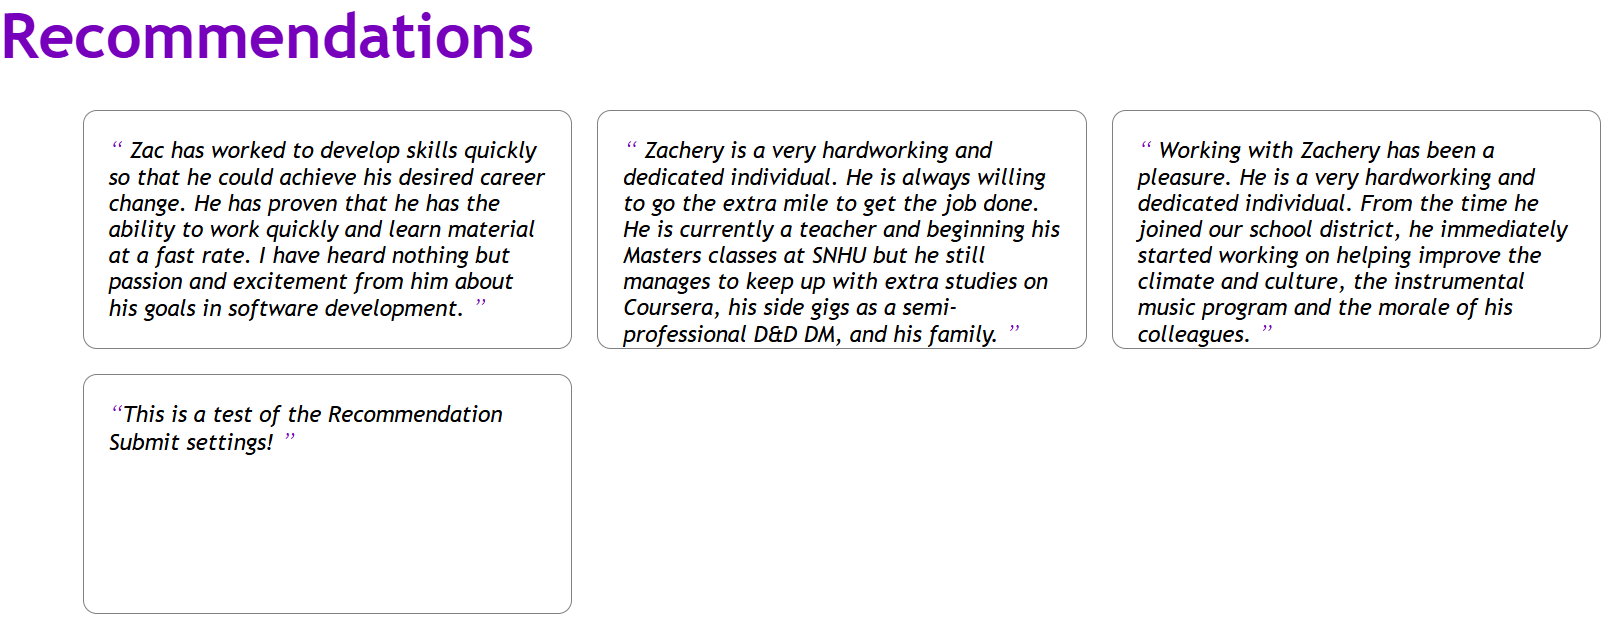 Recommendations
“ Zac has worked to develop skills quickly
so that he could achieve his desired career
change. He has proven that he has the
ability to work quickly and learn material
at a fast rate. I have heard nothing but
passion and excitement from him about
his goals in software development. ”
“ Zachery is a very hardworking and
dedicated individual. He is always willing
to go the extra mile to get the job done.
He is currently a teacher and beginning his
Masters classes at SNHU but he still
manages to keep up with extra studies on
Coursera, his side gigs as a semi-
professional D&D DM, and his family. ”
“ Working with Zachery has been a
pleasure. He is a very hardworking and
dedicated individual. From the time he
joined our school district, he immediately
started working on helping improve the
climate and culture, the instrumental
music program and the morale of his
colleagues. ”
“This is a test of the Recommendation
Submit settings! ”